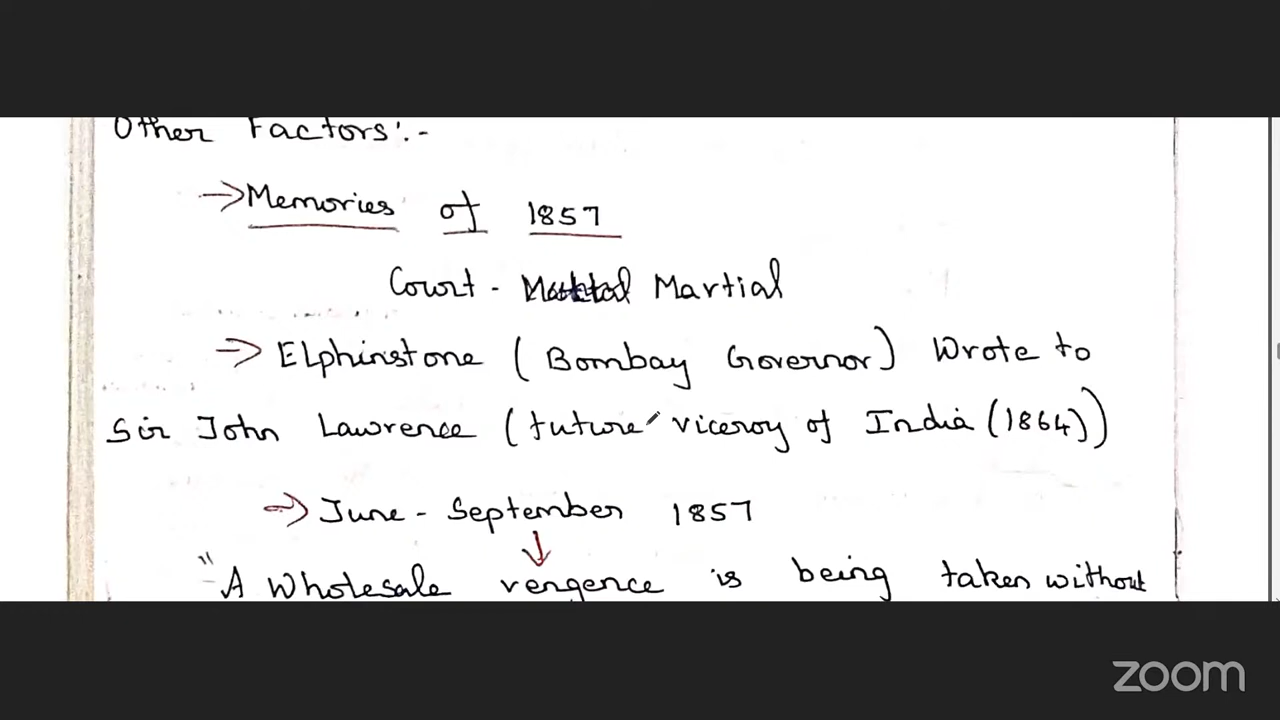 Other Factors:-
→ Memories of 1857
Court - Martial
→ Elphinstone (Bombay Governor) Wrote to
Sir John Lawrence (future viceroy of India (1864))
→ June - September 1857
"A Wholesale vengence is being taken without
zoom